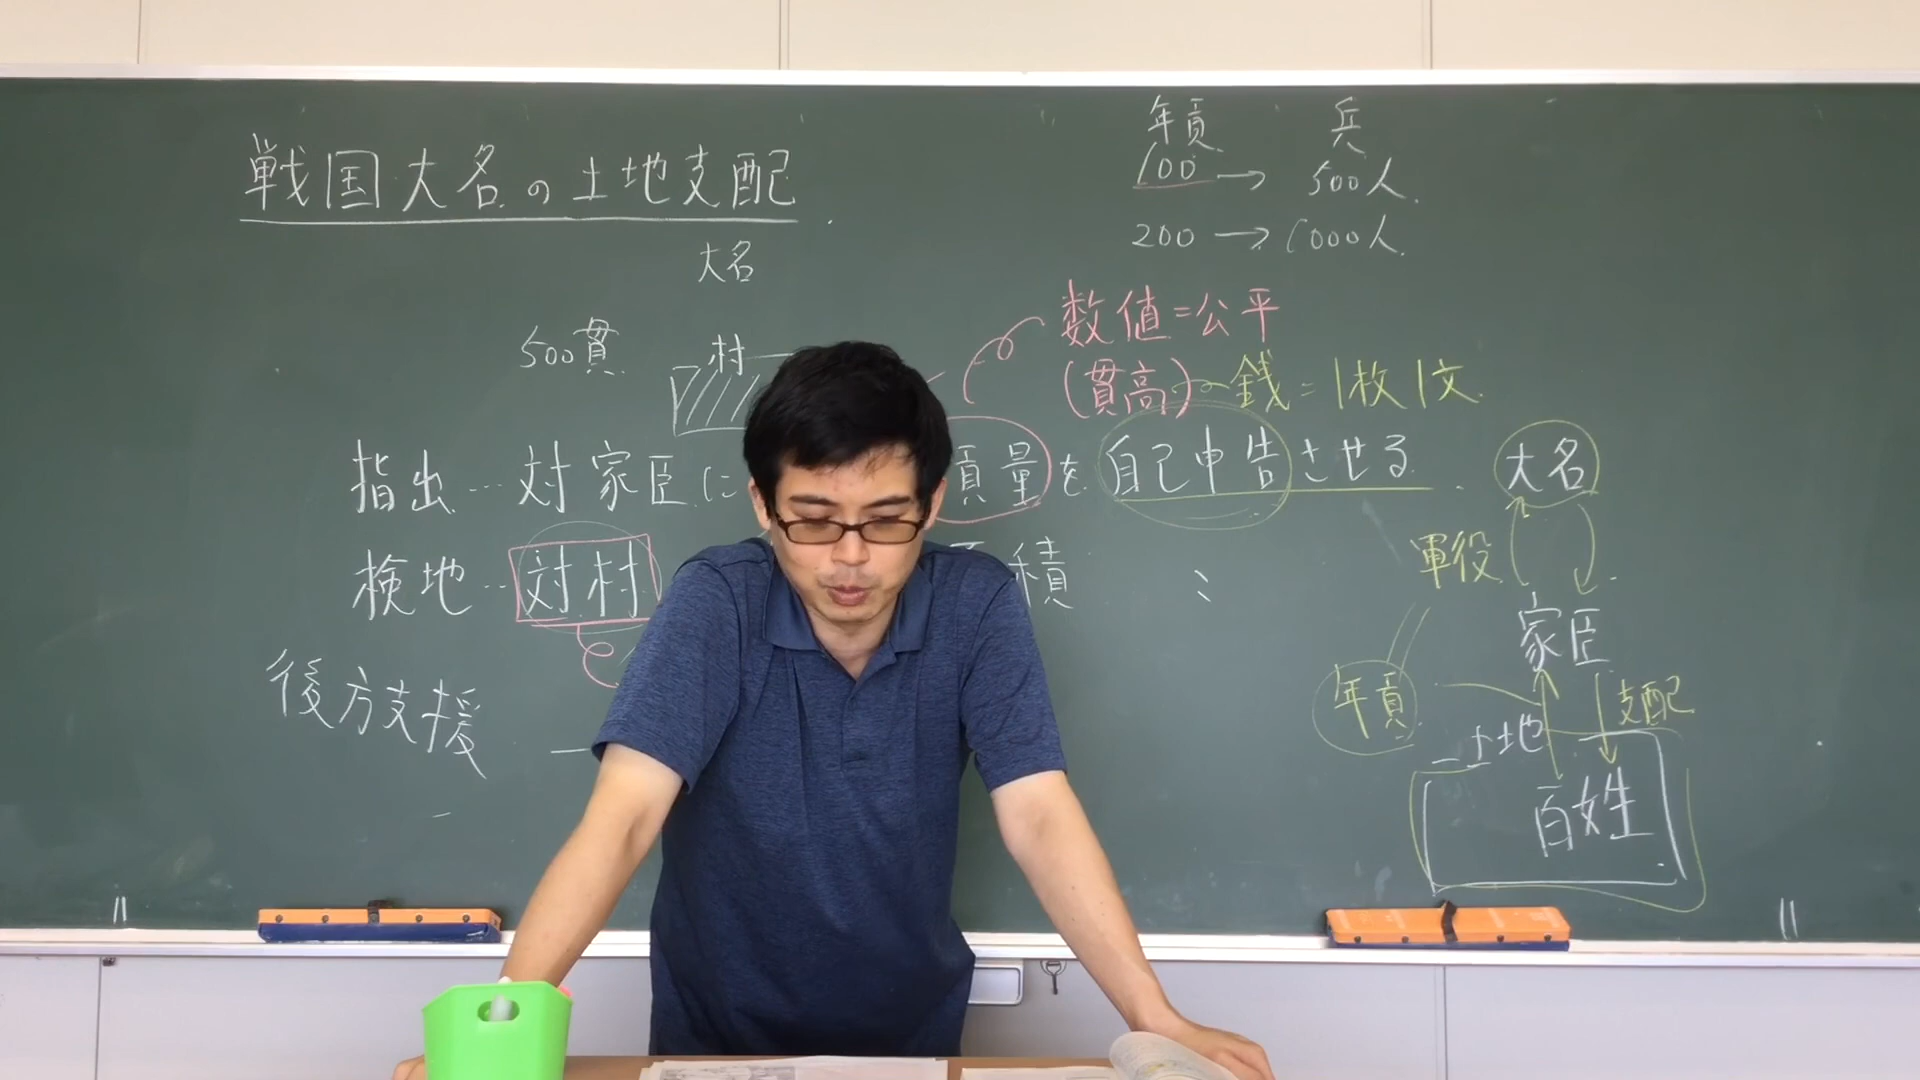 戦国大名の土地支配
年貢 兵
100 → 500人
200 → 1000人
大名
500貫
村
数値=公平
(貫高)〜銭=1枚1文
指出…対家臣に 貢量を自己申告させる
検地…対村 積 〃
後方支援
大名
軍役
家臣
年貢
支配
土地
百姓